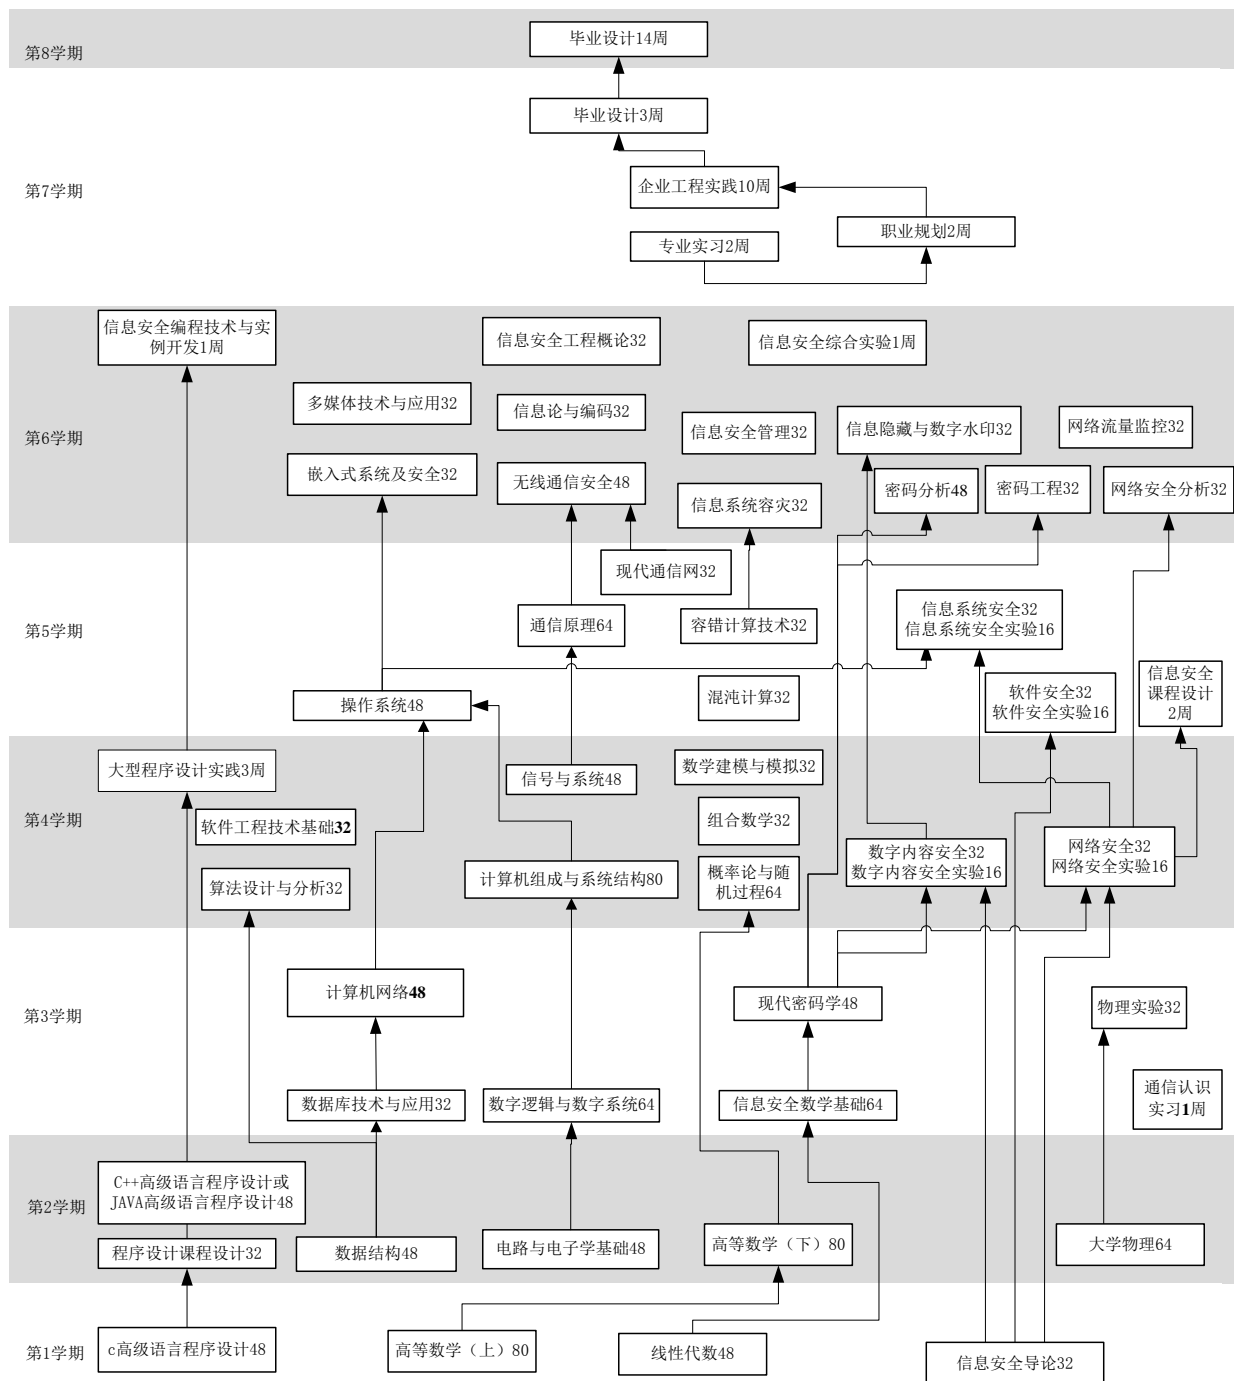 第8学期
毕业设计14周
毕业设计3周
第7学期
企业工程实践10周
职业规划2周
专业实习2周
信息安全编程技术与实
例开发1周
信息安全工程概论32
信息安全综合实验1周
第6学期
多媒体技术与应用32
信息论与编码32
信息安全管理32
信息隐藏与数字水印32
网络流量监控32
嵌入式系统及安全32
无线通信安全48
信息系统容灾32
密码分析48
密码工程32
网络安全分析32
现代通信网32
第5学期
通信原理64
容错计算技术32
信息系统安全32
信息系统安全实验16
操作系统48
混沌计算32
软件安全32
软件安全实验16
信息安全
课程设计
2周
大型程序设计实践3周
信号与系统48
数学建模与模拟32
第4学期
软件工程技术基础32
组合数学32
数字内容安全32
数字内容安全实验16
网络安全32
网络安全实验16
算法设计与分析32
计算机组成与系统结构80
概率论与随
机过程64
第3学期
计算机网络48
现代密码学48
物理实验32
数据库技术与应用32
数字逻辑与数字系统64
信息安全数学基础64
通信认识
实习1周
第2学期
C++高级语言程序设计或
JAVA高级语言程序设计48
程序设计课程设计32
数据结构48
电路与电子学基础48
高等数学（下）80
大学物理64
第1学期
c高级语言程序设计48
高等数学（上）80
线性代数48
信息安全导论32